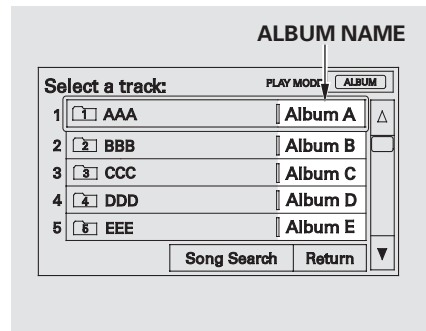 ALBUM NAME
Select a track: PLAY MODE ALBUM
1 1 AAA Album A
2 2 BBB Album B
3 3 CCC Album C
4 4 DDD Album D
5 5 EEE Album E
Song Search Return